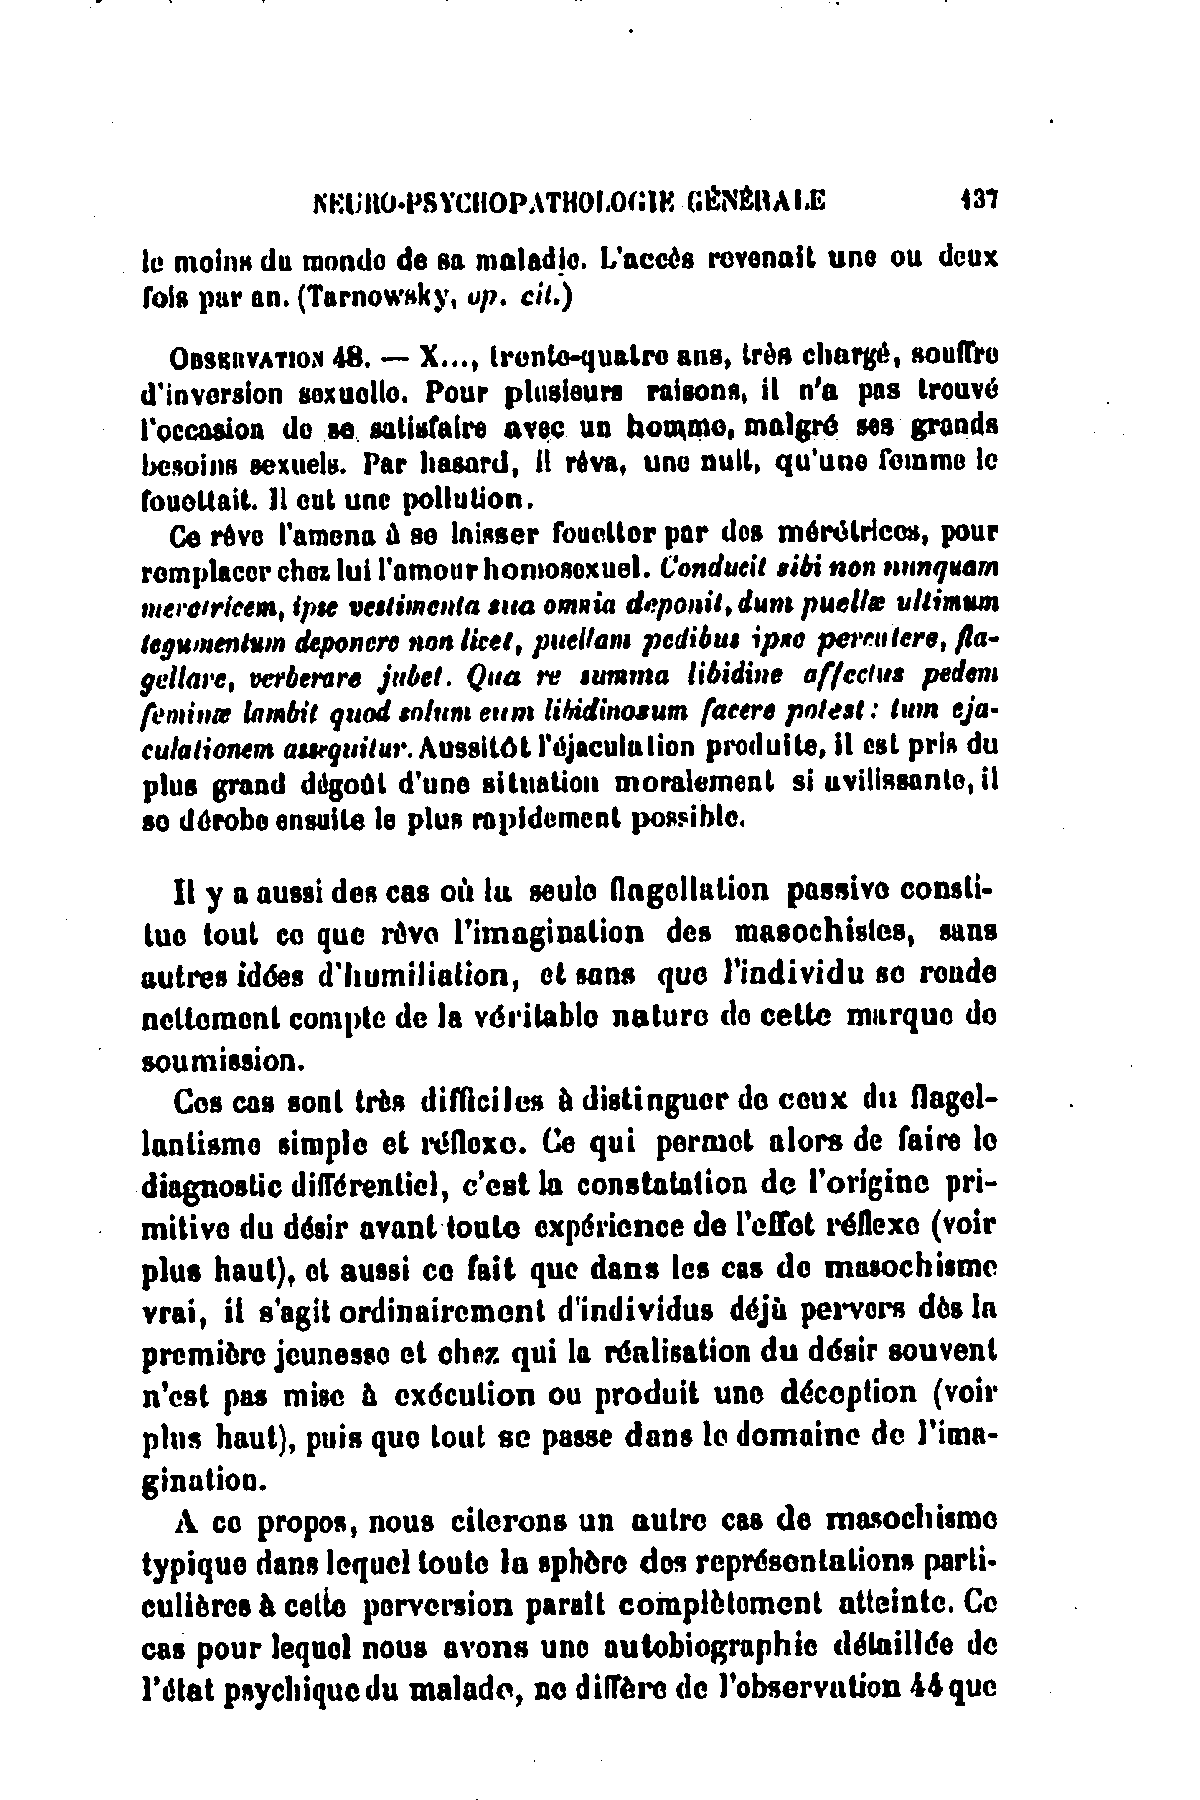 NEURO-PSYCHOPATHOLOGIE GÉNÉRALE 137
le moins du monde de sa maladie. L'accès revenait une ou deux
fois par an. (Tarnowsky, op. cit.)
OBSERVATION 48. — X..., trente-quatre ans, très chargé, souffre
d'inversion sexuelle. Pour plusieurs raisons, il n'a pas trouvé
l'occasion de se satisfaire avec un homme, malgré ses grands
besoins sexuels. Par hasard, il rêva, une nuit, qu'une femme le
fouettait. Il eut une pollution.
Ce rêve l'amena à se laisser fouetter par des mérétrices, pour
remplacer chez lui l'amour homosexuel. Conducit sibi non nunquam
meretricem, ipse vestimenta sua omnia deponit, dum puellæ ultimum
tegumentum deponere non licet, puellam pedibus ipse percutere, fla-
gellare, verberare jubet. Qua re summa libidine affectus pedem
feminæ lambit quod solum eum libidinosum facere potest : tum eja-
culationem assequitur. Aussitôt l'éjaculation produite, il est pris du
plus grand dégoût d'une situation moralement si avilissante, il
se dérobe ensuite le plus rapidement possible.
Il y a aussi des cas où la seule flagellation passive consti-
tue tout ce que rêve l'imagination des masochistes, sans
autres idées d'humiliation, et sans que l'individu se rende
nettement compte de la véritable nature de cette marque de
soumission.
Ces cas sont très difficiles à distinguer de ceux du flagel-
lantisme simple et réflexe. Ce qui permet alors de faire le
diagnostic différentiel, c'est la constatation de l'origine pri-
mitive du désir avant toute expérience de l'effet réflexe (voir
plus haut), et aussi ce fait que dans les cas de masochisme
vrai, il s'agit ordinairement d'individus déjà pervers dès la
première jeunesse et chez qui la réalisation du désir souvent
n'est pas mise à exécution ou produit une déception (voir
plus haut), puis que tout se passe dans le domaine de l'ima-
gination.
A ce propos, nous citerons un autre cas de masochisme
typique dans lequel toute la sphère des représentations parti-
culières à cette perversion paraît complètement atteinte. Ce
cas pour lequel nous avons une autobiographie détaillée de
l'état psychique du malade, ne diffère de l'observation 44 que